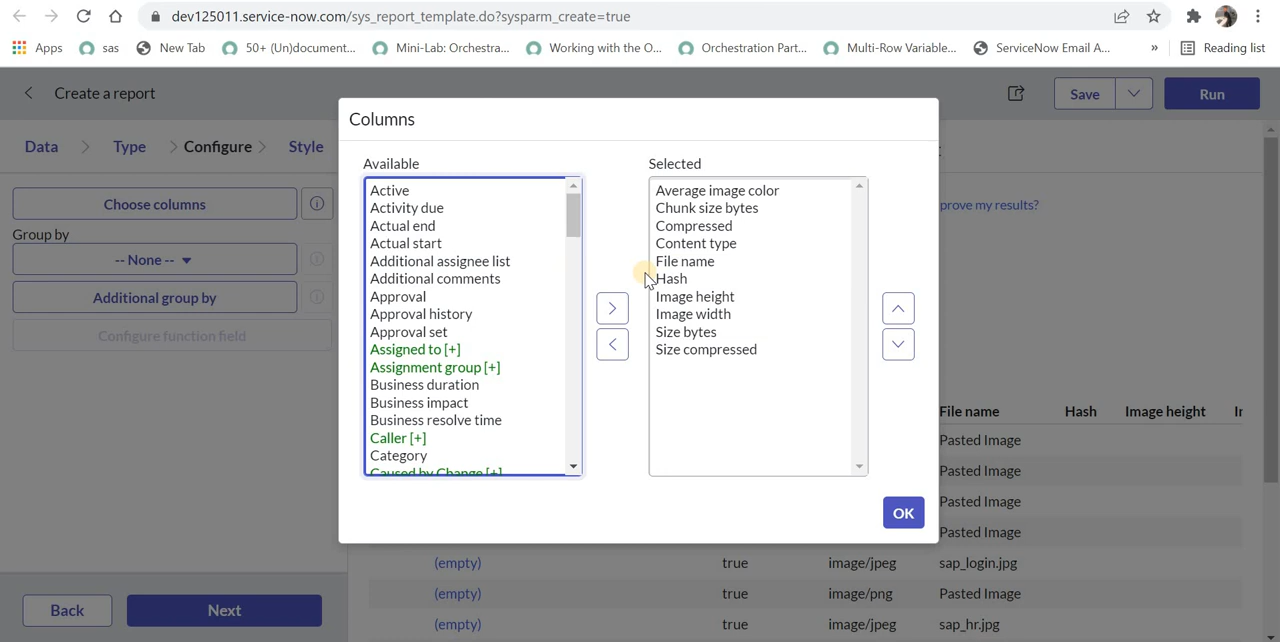 dev125011.service-now.com/sys_report_template.do?sysparm_create=true
Apps sas New Tab 50+ (Un)document... Mini-Lab: Orchestra... Working with the O... Orchestration Part... Multi-Row Variable... ServiceNow Email A... » Reading list
Create a report Save Run
Data Type Configure Style
Columns
Available Selected
Choose columns
prove my results?
Group by
-- None --
Additional group by
Configure function field
Active
Activity due
Actual end
Actual start
Additional assignee list
Additional comments
Approval
Approval history
Approval set
Assigned to [+]
Assignment group [+]
Business duration
Business impact
Business resolve time
Caller [+]
Category
Caused by Change [+]
Average image color
Chunk size bytes
Compressed
Content type
File name
Hash
Image height
Image width
Size bytes
Size compressed
OK
File name Hash Image height
Pasted Image
Pasted Image
Pasted Image
Pasted Image
(empty) true image/jpeg sap_login.jpg
(empty) true image/png Pasted Image
(empty) true image/jpeg sap_hr.jpg
Back Next